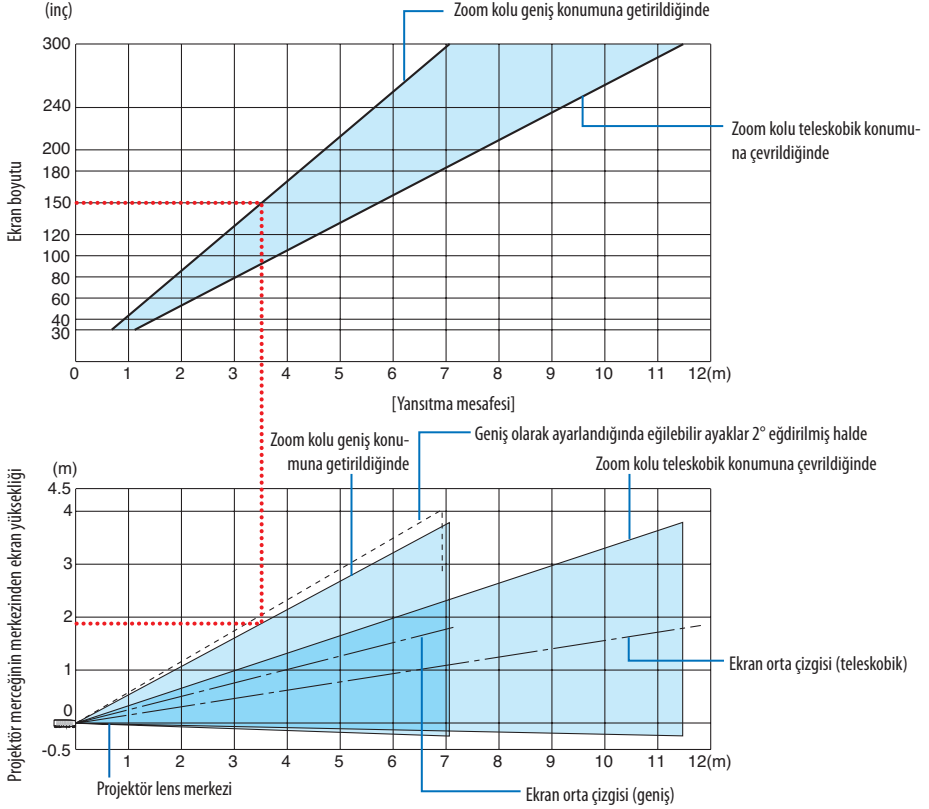 (inç)
Zoom kolu geniş konumuna getirildiğinde
300
240
200
180
150
120
100
80
60
40
30
Ekran boyutu
Zoom kolu teleskobik konumu-
na çevrildiğinde
0 1 2 3 4 5 6 7 8 9 10 11 12(m)
[Yansıtma mesafesi]
Zoom kolu geniş konu-
muna getirildiğinde
Geniş olarak ayarlandığında eğilebilir ayaklar 2° eğdirilmiş halde
Zoom kolu teleskobik konumuna çevrildiğinde
(m)
4.5
4
3
2
1
0
-0.5
Projektör merceğinin merkezinden ekran yüksekliği
Ekran orta çizgisi (teleskobik)
1 2 3 4 5 6 7 8 9 10 11 12(m)
Projektör lens merkezi
Ekran orta çizgisi (geniş)